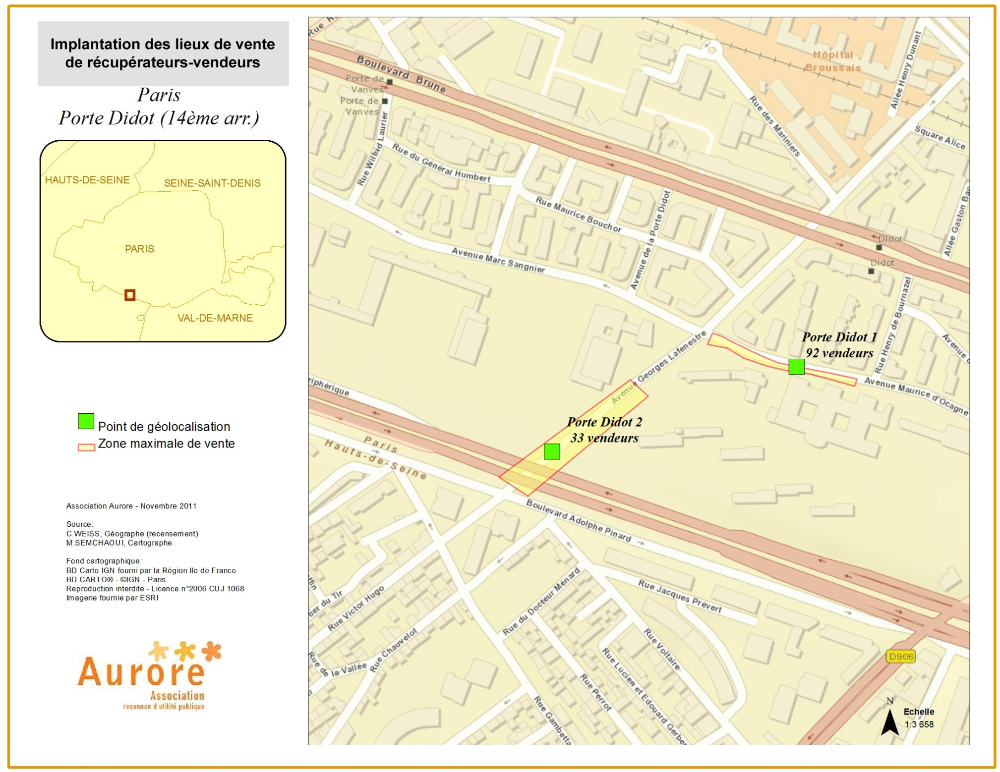 Implantation des lieux de vente
de récupérateurs-vendeurs
Paris
Porte Didot (14ème arr.)
HAUTS-DE-SEINE
SEINE-SAINT-DENIS
PARIS
VAL-DE-MARNE
Point de géolocalisation
Zone maximale de vente
Association Aurore - Novembre 2011
Source:
C.WEISS, Géographe (recensement)
M.SEMCHAOUI, Cartographe
Fond cartographique:
BD Carto IGN fourni par la Région Ile de France
BD CARTO® - ©IGN - Paris
Reproduction interdite - Licence n°2006 CUJ 1068
Imagerie fournie par ESRI
Aurore
Association
reconnue d'utilité publique
Rue
Boulevard Brune
Porte de
Vanves
Porte de
Vanves
Hôpital
Broussais
Allée Henry Dunant
Rue des Mariniers
Square Alice
Rue Wilfrid Laurier
Rue du Général Humbert
Rue Maurice Bouchor
Avenue de la Porte Didot
Avenue Marc Sangnier
Allée Gaston Bac
Didot
Didot
Rue Henry de Bournazel
Avenue d
Avenue Georges Lafenestre
Porte Didot 1
92 vendeurs
Avenue Maurice d'Ocagne
riphérique
Porte Didot 2
33 vendeurs
Paris
Hauts-de-Seine
Boulevard Adolphe Pinard
Rue Jacques Prévert
ffin
tier du Tir
Rue Victor Hugo
Rue du Docteur Ménard
Rue Chauvelot
Rue de la Vallée
Rue Voltaire
Rue Lucien et Edouard Gerber
Rue Perrot
Rue Gambetta
D906
N
Echelle
1:3 658